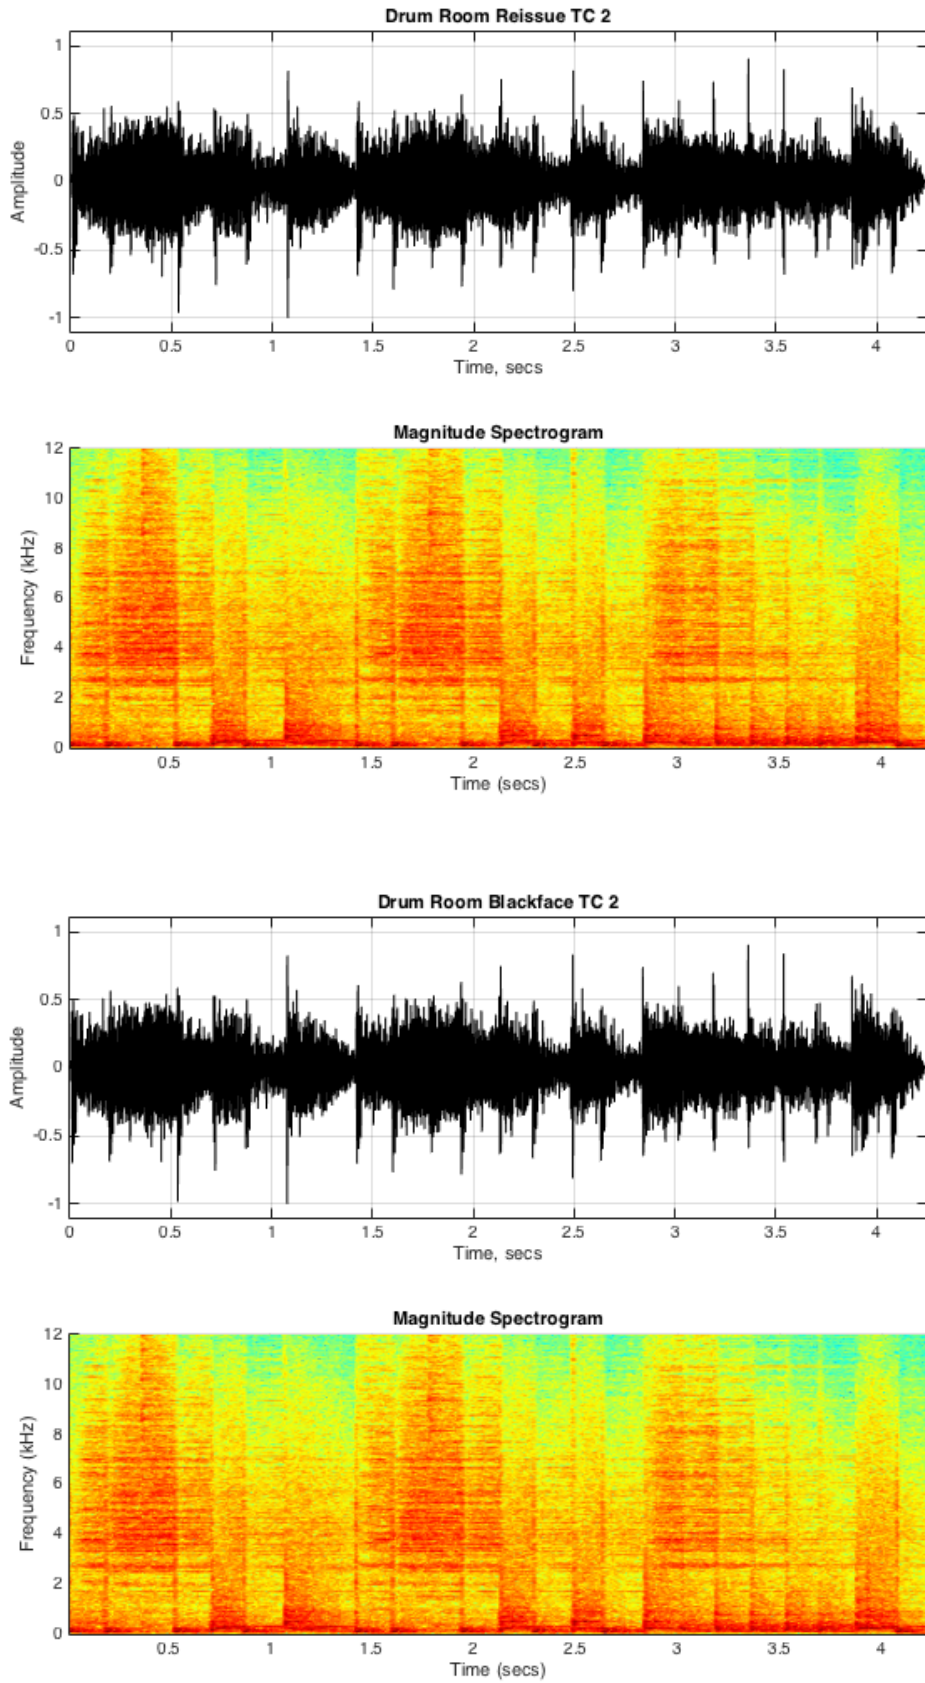 Drum Room Reissue TC 2
1
0.5
0
-0.5
-1
Amplitude
0 0.5 1 1.5 2 2.5 3 3.5 4
Time, secs
Magnitude Spectrogram
12
10
8
6
4
2
0
Frequency (kHz)
0.5 1 1.5 2 2.5 3 3.5 4
Time (secs)
Drum Room Blackface TC 2
1
0.5
0
-0.5
-1
Amplitude
0 0.5 1 1.5 2 2.5 3 3.5 4
Time, secs
Magnitude Spectrogram
12
10
8
6
4
2
0
Frequency (kHz)
0.5 1 1.5 2 2.5 3 3.5 4
Time (secs)